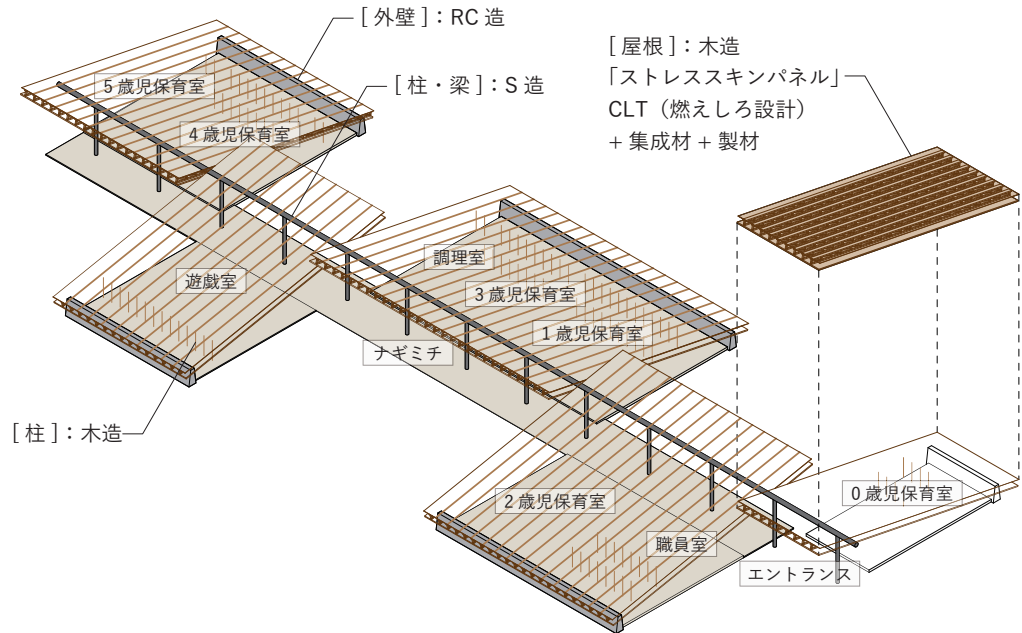 [ 外壁 ]：RC 造
[ 柱・梁 ]：S 造
[ 屋根 ]：木造
「ストレススキンパネル」
CLT（燃えしろ設計）
+ 集成材 + 製材
5 歳児保育室
4 歳児保育室
遊戯室
調理室
3 歳児保育室
1 歳児保育室
ナギミチ
[ 柱 ]：木造
2 歳児保育室
職員室
0 歳児保育室
エントランス